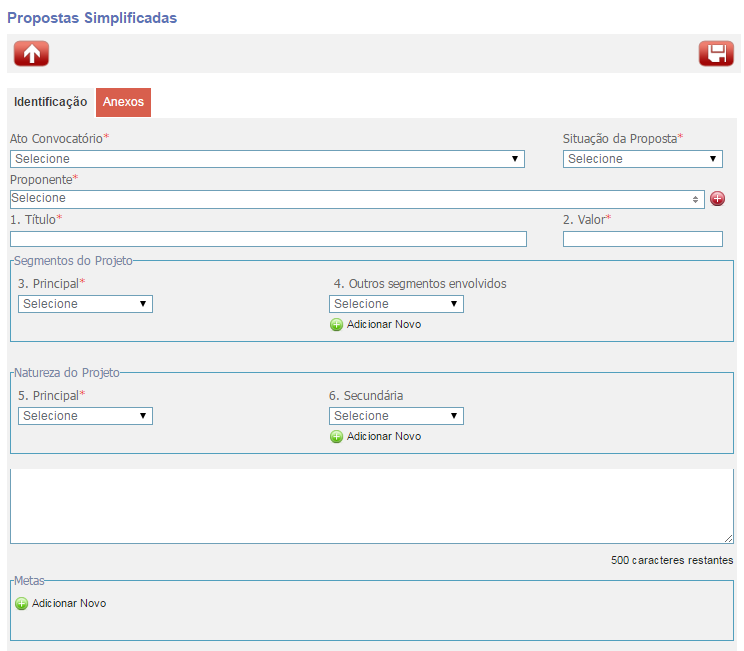 Propostas Simplificadas
Identificação Anexos
Ato Convocatório* Situação da Proposta*
Selecione Selecione
Proponente*
Selecione
1. Título* 2. Valor*
Segmentos do Projeto
3. Principal* 4. Outros segmentos envolvidos
Selecione Selecione
Adicionar Novo
Natureza do Projeto
5. Principal* 6. Secundária
Selecione Selecione
Adicionar Novo
500 caracteres restantes
Metas
Adicionar Novo